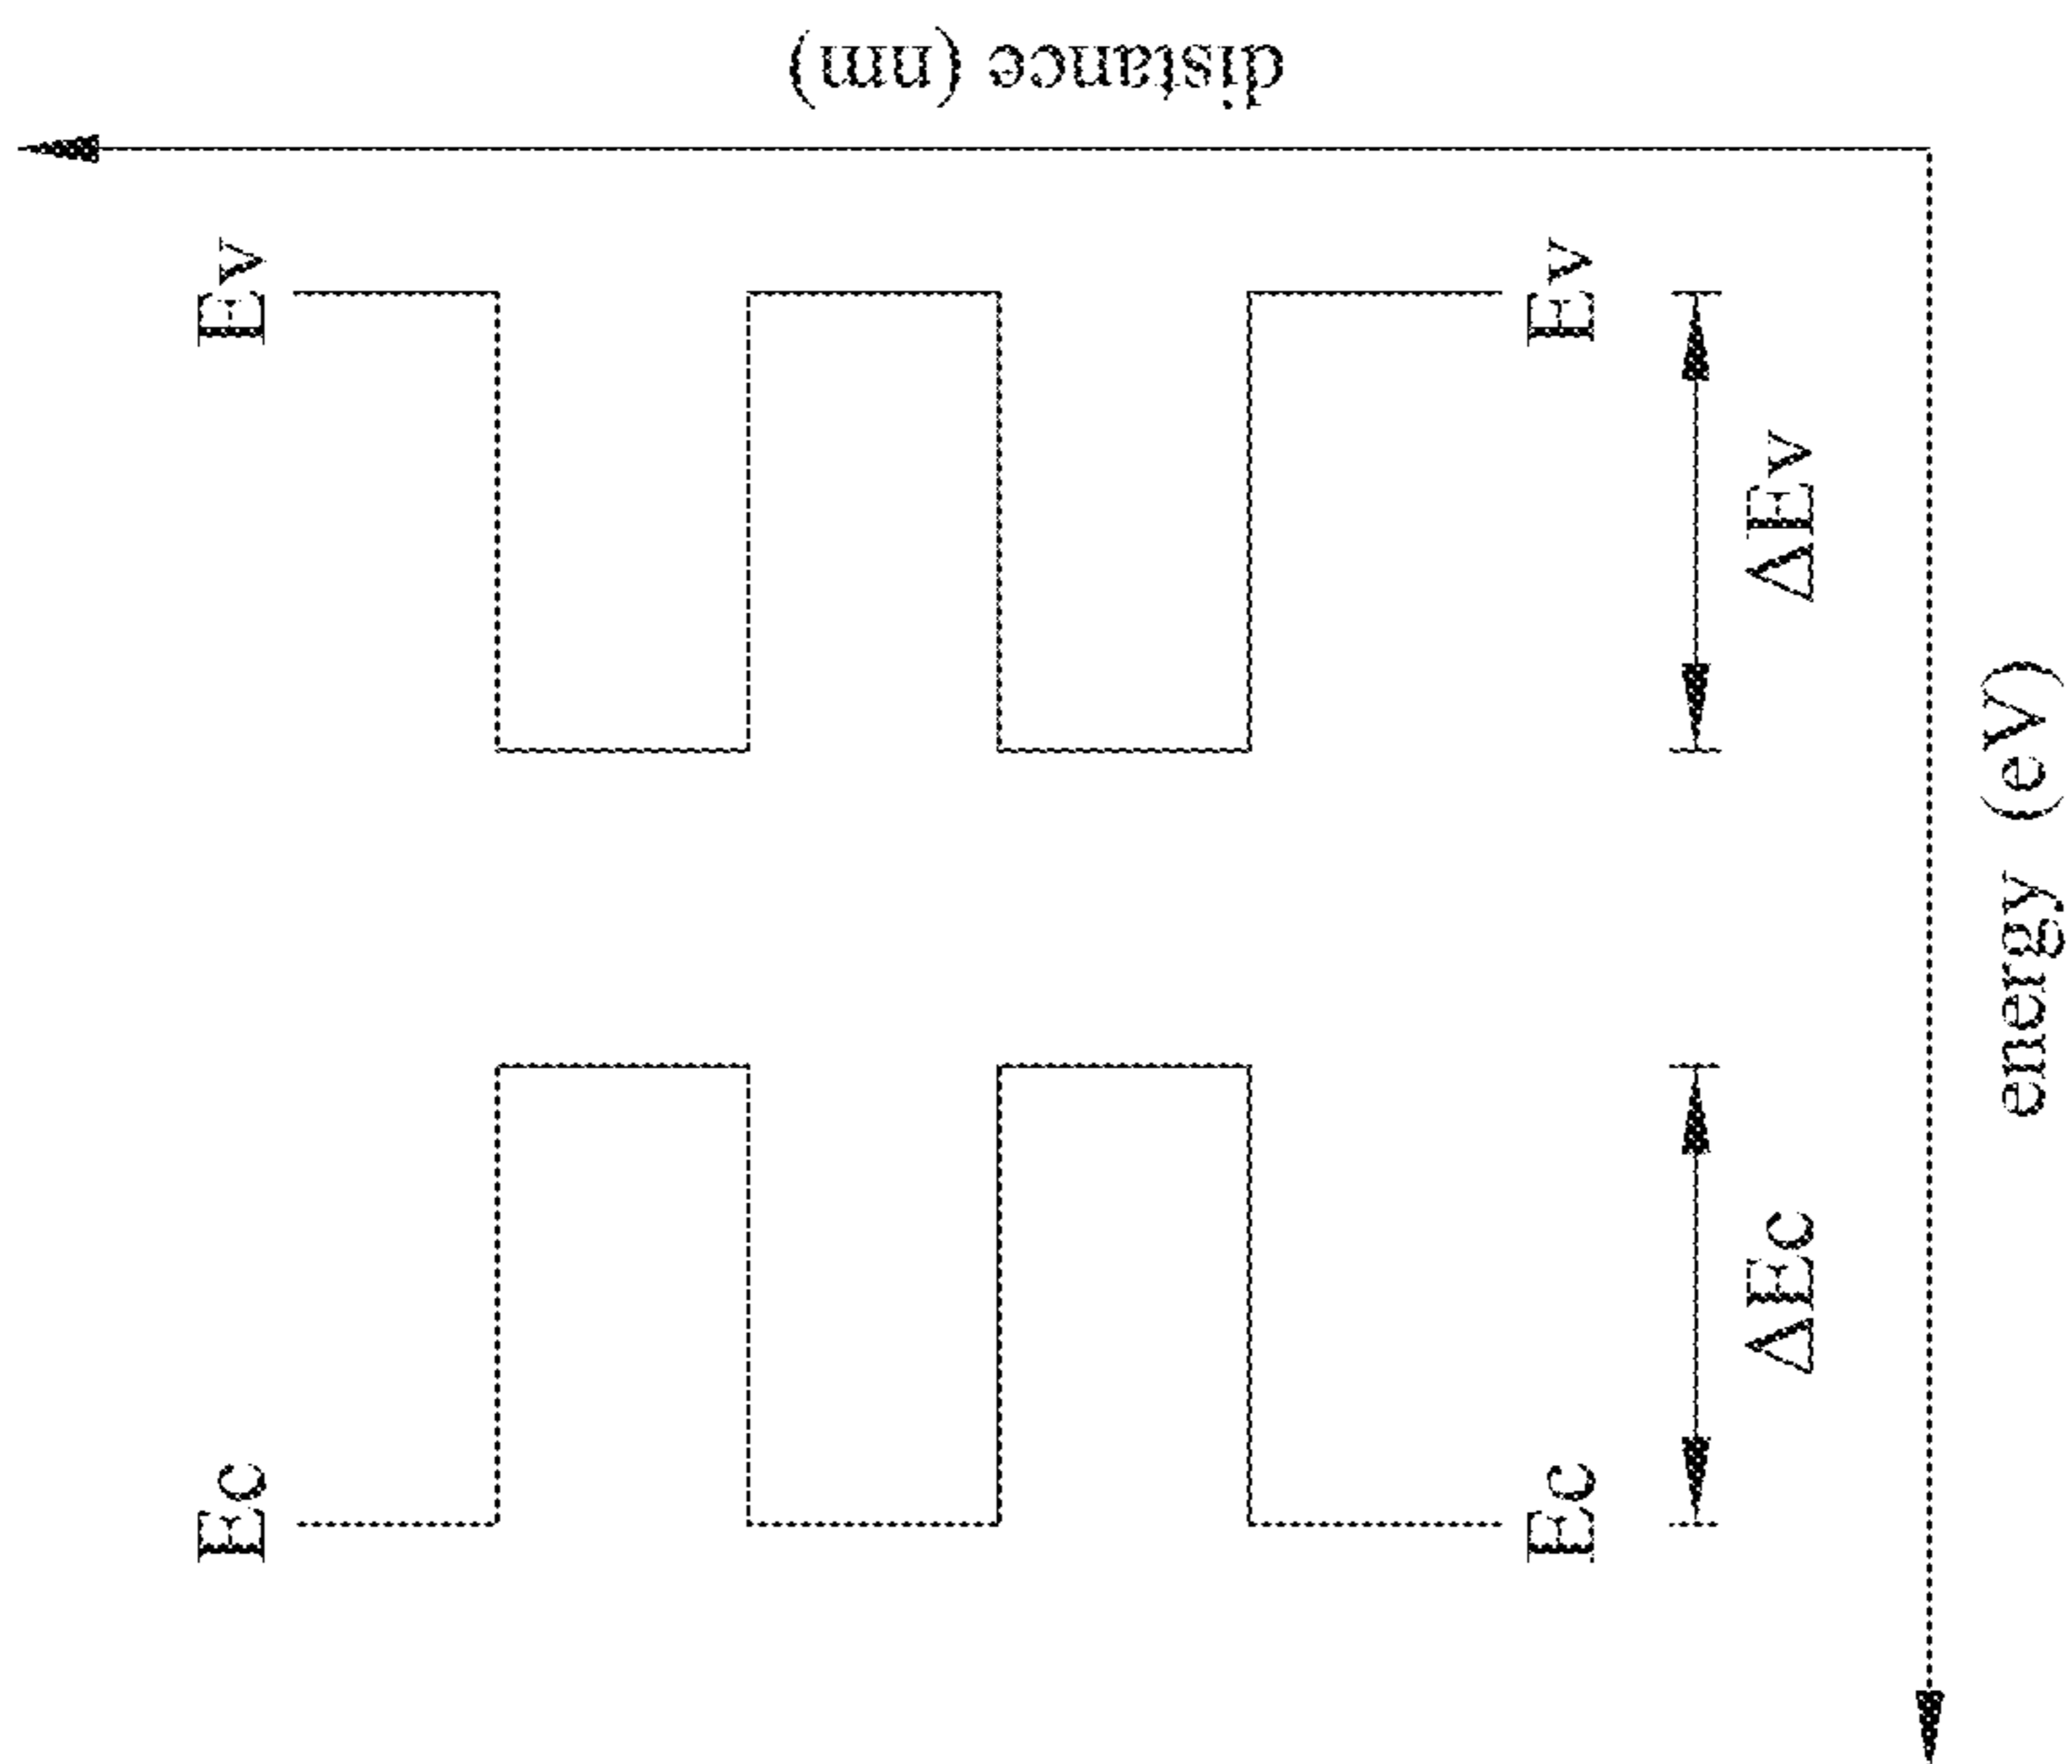 distance (nm)
Ev
Ev
ΔEv
energy (eV)
Ec
Ec
ΔEc